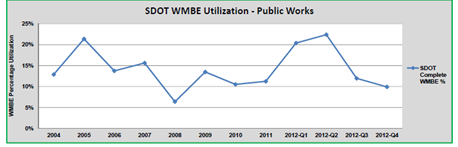 SDOT WMBE Utilization - Public Works
WMBE Percentage Utilization
25%
20%
15%
10%
5%
0%
2004 2005 2006 2007 2008 2009 2010 2011 2012-Q1 2012-Q2 2012-Q3 2012-Q4
SDOT
Complete
WMBE %